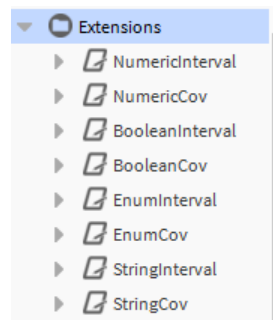 Extensions
NumericInterval
NumericCov
BooleanInterval
BooleanCov
EnumInterval
EnumCov
StringInterval
StringCov